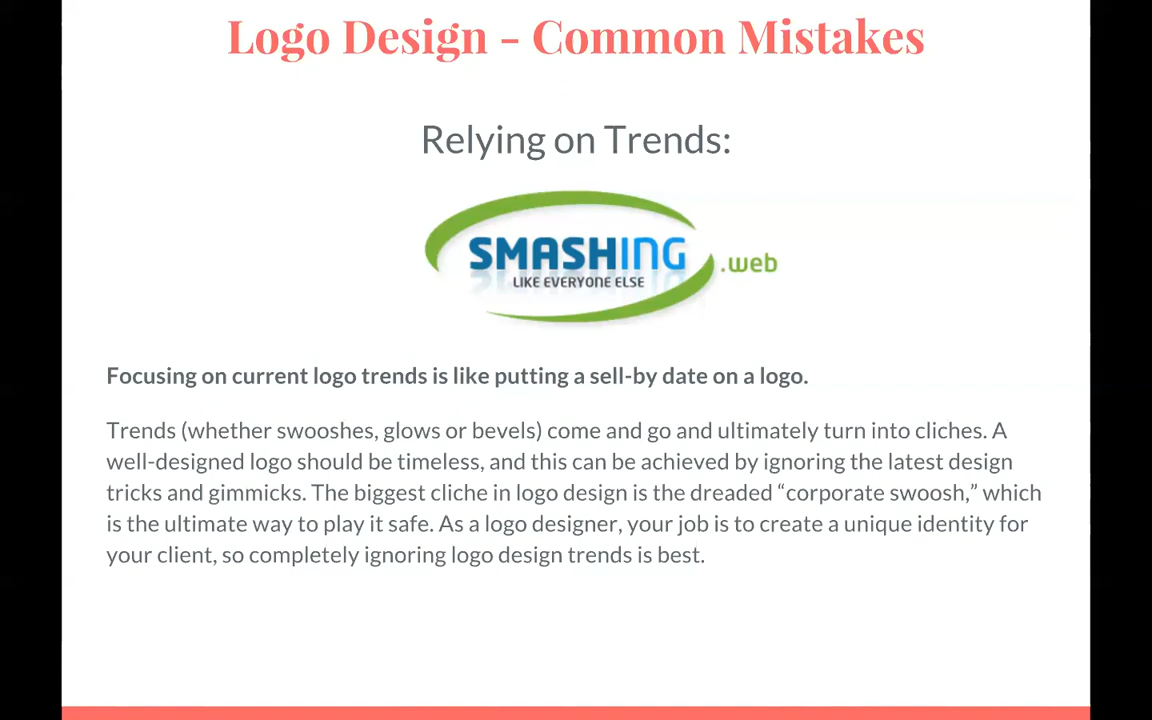 Logo Design - Common Mistakes
Relying on Trends:
SMASHING
.web
LIKE EVERYONE ELSE
Focusing on current logo trends is like putting a sell-by date on a logo.
Trends (whether swooshes, glows or bevels) come and go and ultimately turn into cliches. A
well-designed logo should be timeless, and this can be achieved by ignoring the latest design
tricks and gimmicks. The biggest cliche in logo design is the dreaded “corporate swoosh,” which
is the ultimate way to play it safe. As a logo designer, your job is to create a unique identity for
your client, so completely ignoring logo design trends is best.